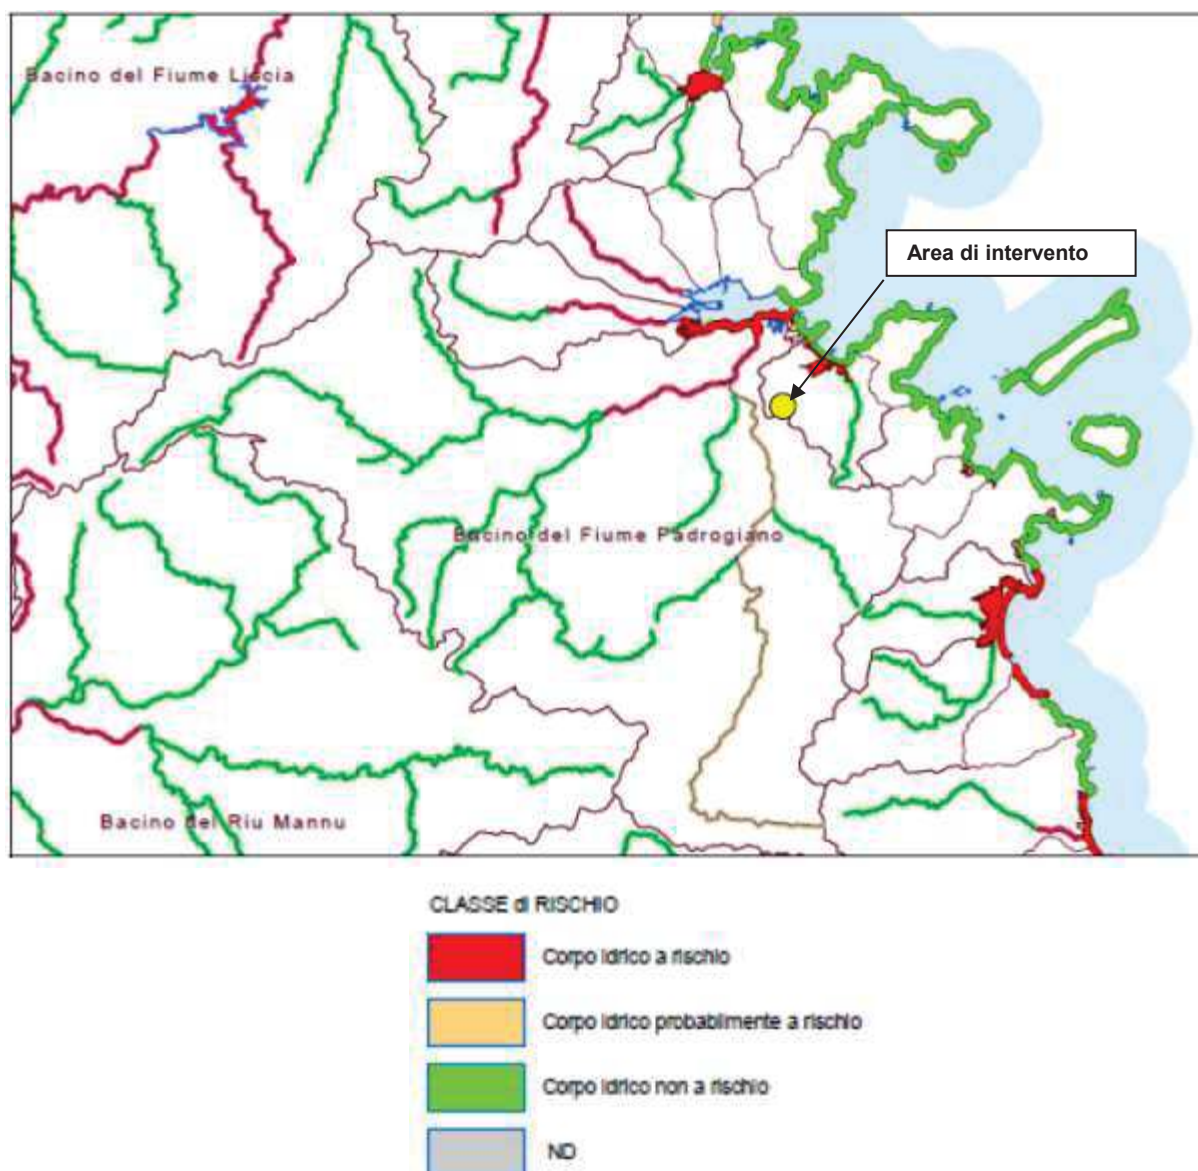 Bacino del Fiume Liscia
Area di intervento
Bacino del Fiume Padrogiano
Bacino del Riu Mannu
CLASSE di RISCHIO
Corpo idrico a rischio
Corpo idrico probabilmente a rischio
Corpo idrico non a rischio
ND